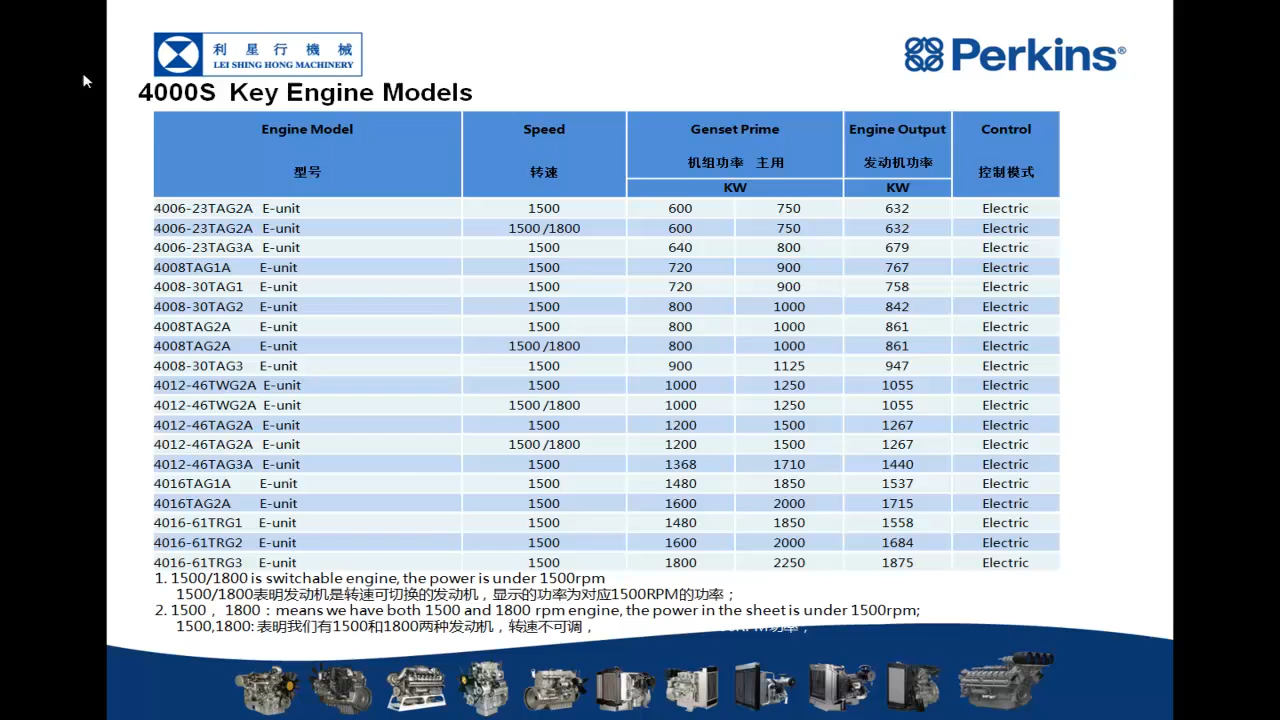 利星行機械
LEI SHING HONG MACHINERY
Perkins®
4000S Key Engine Models
Engine Model Speed Genset Prime Engine Output Control
型号 转速 机组功率 主用 发动机功率 控制模式
KW KW
4006-23TAG2A E-unit 1500 600 750 632 Electric
4006-23TAG2A E-unit 1500 /1800 600 750 632 Electric
4006-23TAG3A E-unit 1500 640 800 679 Electric
4008TAG1A E-unit 1500 720 900 767 Electric
4008-30TAG1 E-unit 1500 720 900 758 Electric
4008-30TAG2 E-unit 1500 800 1000 842 Electric
4008TAG2A E-unit 1500 800 1000 861 Electric
4008TAG2A E-unit 1500 /1800 800 1000 861 Electric
4008-30TAG3 E-unit 1500 900 1125 947 Electric
4012-46TWG2A E-unit 1500 1000 1250 1055 Electric
4012-46TWG2A E-unit 1500 /1800 1000 1250 1055 Electric
4012-46TAG2A E-unit 1500 1200 1500 1267 Electric
4012-46TAG2A E-unit 1500 /1800 1200 1500 1267 Electric
4012-46TAG3A E-unit 1500 1368 1710 1440 Electric
4016TAG1A E-unit 1500 1480 1850 1537 Electric
4016TAG2A E-unit 1500 1600 2000 1715 Electric
4016-61TRG1 E-unit 1500 1480 1850 1558 Electric
4016-61TRG2 E-unit 1500 1600 2000 1684 Electric
4016-61TRG3 E-unit 1500 1800 2250 1875 Electric
1. 1500/1800 is switchable engine, the power is under 1500rpm
1500/1800表明发动机是转速可切换的发动机，显示的功率为对应1500RPM的功率；
2. 1500，1800：means we have both 1500 and 1800 rpm engine, the power in the sheet is under 1500rpm;
1500,1800: 表明我们有1500和1800两种发动机，转速不可调，